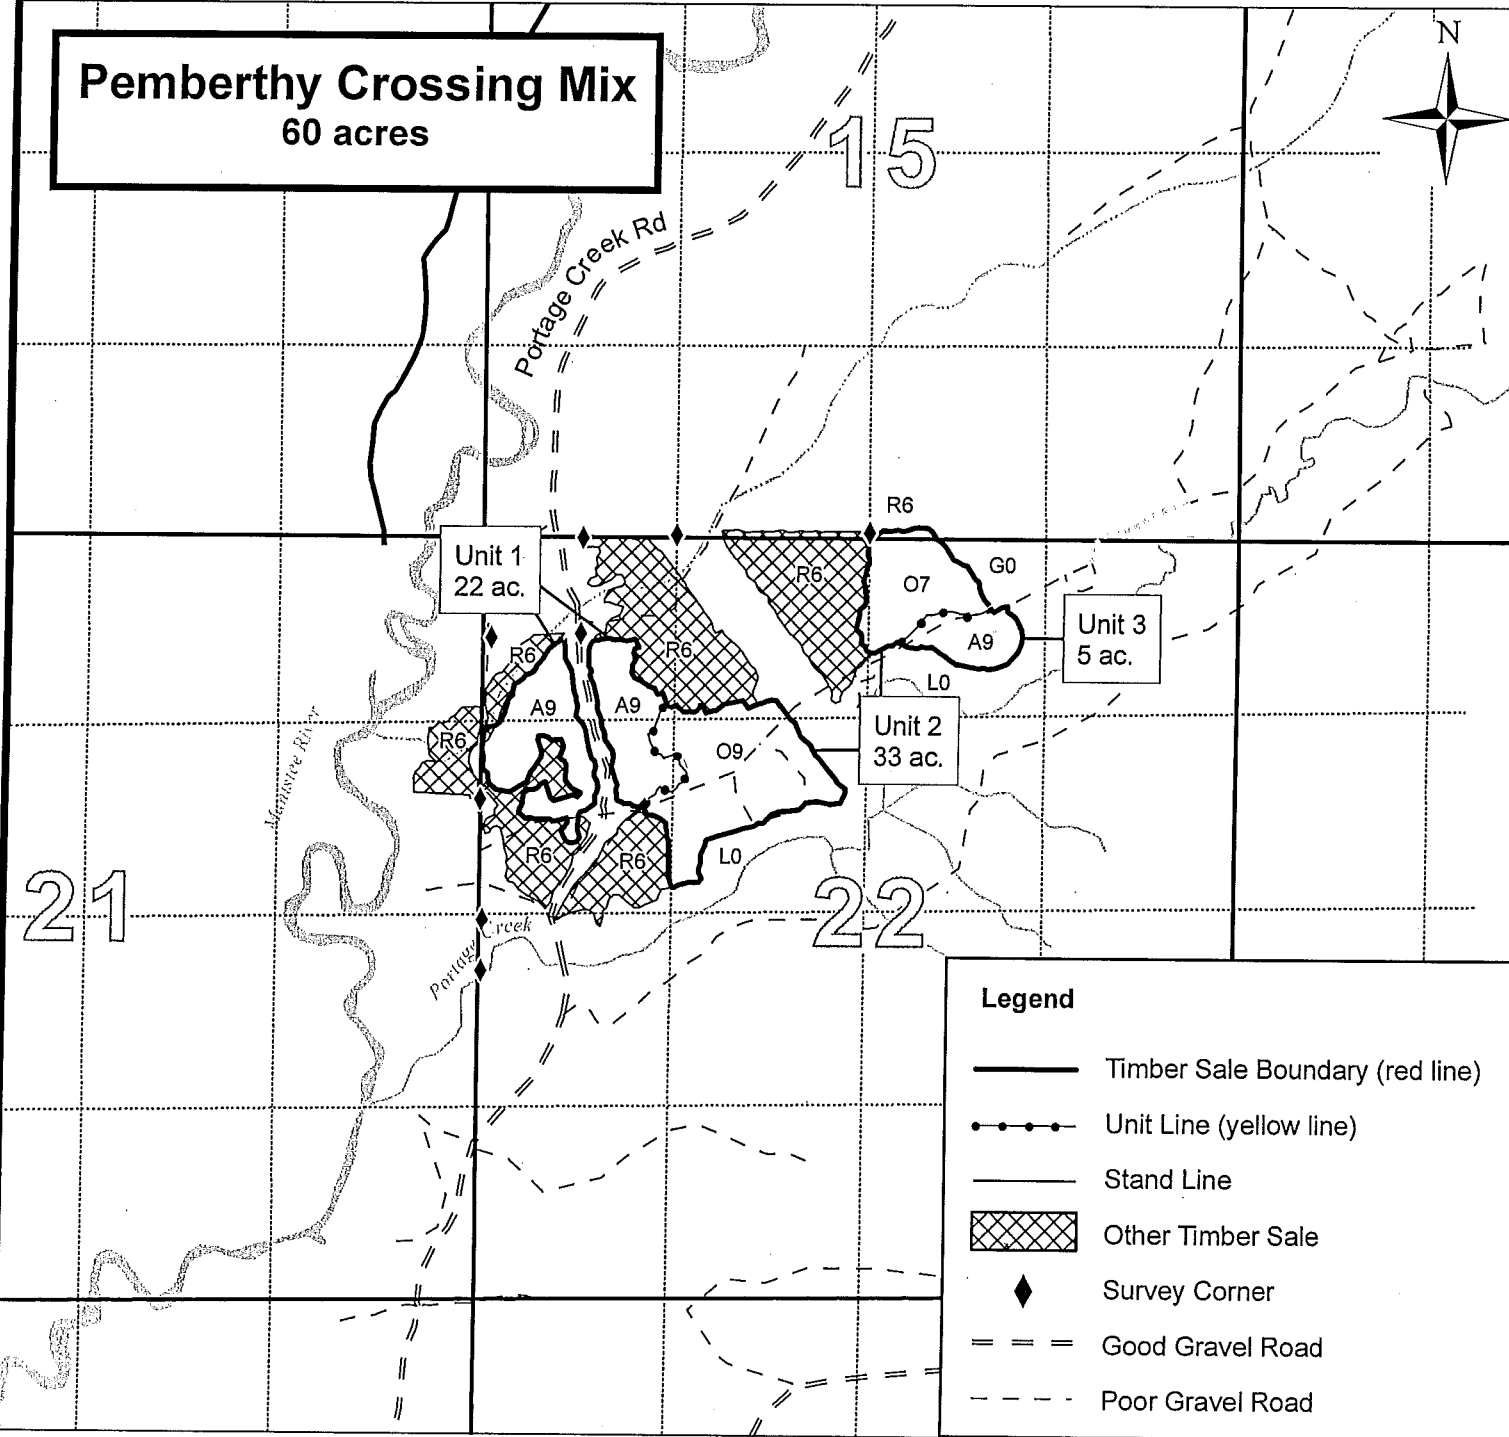 Pemberthy Crossing Mix
60 acres
N
15
Portage Creek Rd
R6
Unit 1
22 ac.
R6
G0
O7
Unit 3
5 ac.
A9
R6
R6
L0
A9
A9
Unit 2
33 ac.
R6
O9
Manistee River
R6
R6
L0
21
22
Portage Creek
Legend
Timber Sale Boundary (red line)
Unit Line (yellow line)
Stand Line
Other Timber Sale
Survey Corner
Good Gravel Road
Poor Gravel Road